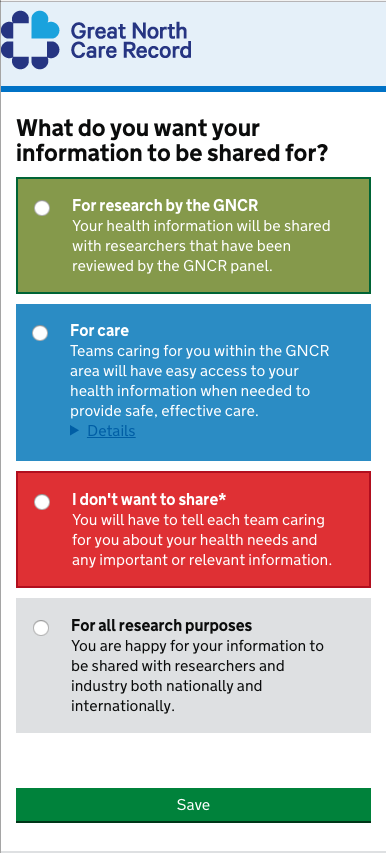 Great North
Care Record
What do you want your
information to be shared for?
For research by the GNCR
Your health information will be shared
with researchers that have been
reviewed by the GNCR panel.
For care
Teams caring for you within the GNCR
area will have easy access to your
health information when needed to
provide safe, effective care.
Details
I don't want to share*
You will have to tell each team caring
for you about your health needs and
any important or relevant information.
For all research purposes
You are happy for your information to
be shared with researchers and
industry both nationally and
internationally.
Save